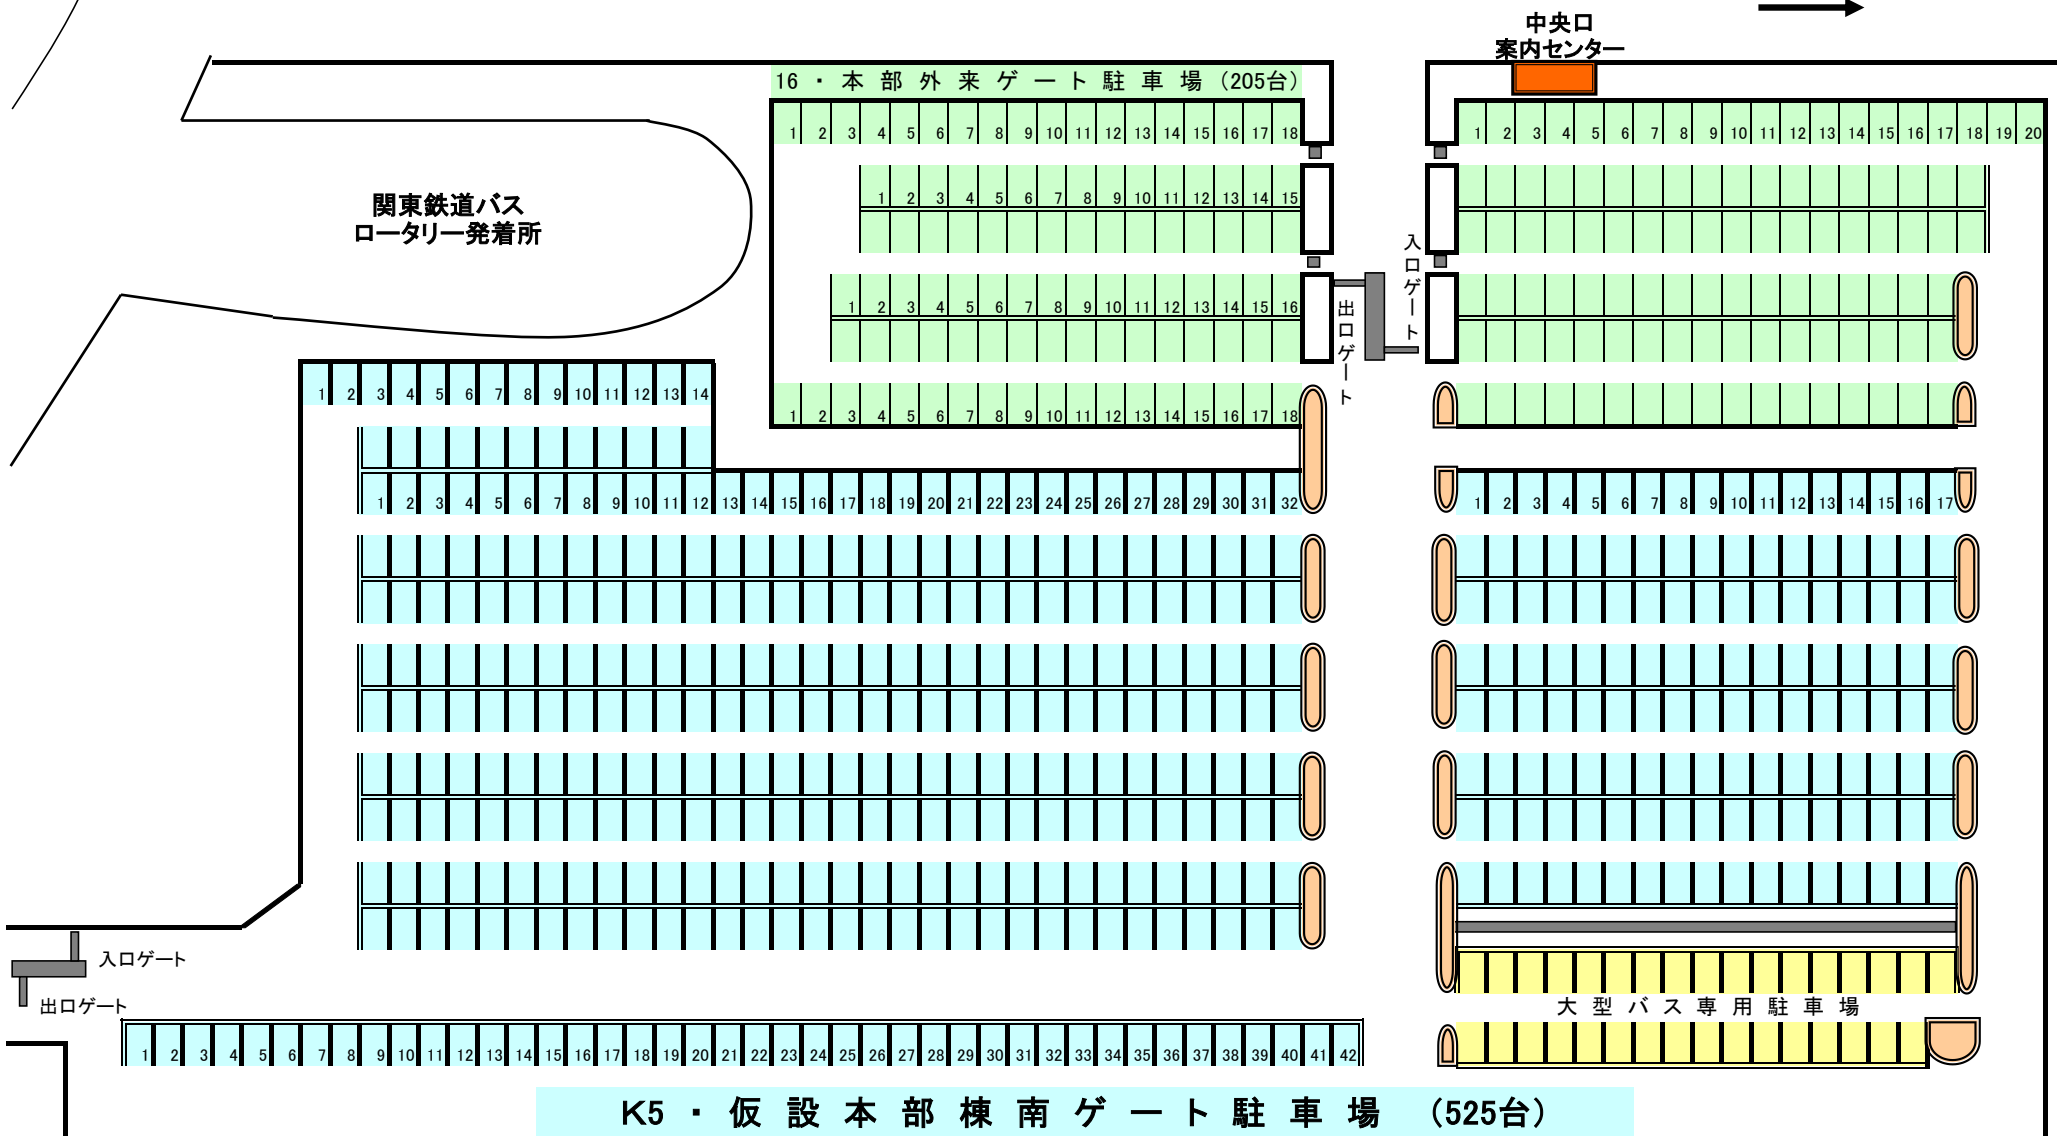 中央口
案内センター
16・本部外来ゲート駐車場（205台）
1 2 3 4 5 6 7 8 9 10 11 12 13 14 15 16 17 18
1 2 3 4 5 6 7 8 9 10 11 12 13 14 15 16 17 18 19 20
関東鉄道バス
ロータリー発着所
1 2 3 4 5 6 7 8 9 10 11 12 13 14 15
入口ゲート
1 2 3 4 5 6 7 8 9 10 11 12 13 14 15 16
出口ゲート
1 2 3 4 5 6 7 8 9 10 11 12 13 14
1 2 3 4 5 6 7 8 9 10 11 12 13 14 15 16 17 18
1 2 3 4 5 6 7 8 9 10 11 12 13 14 15 16 17 18 19 20 21 22 23 24 25 26 27 28 29 30 31 32
1 2 3 4 5 6 7 8 9 10 11 12 13 14 15 16 17
入口ゲート
出口ゲート
大型バス専用駐車場
1 2 3 4 5 6 7 8 9 10 11 12 13 14 15 16 17 18 19 20 21 22 23 24 25 26 27 28 29 30 31 32 33 34 35 36 37 38 39 40 41 42
K5・仮設本部棟南ゲート駐車場（525台）